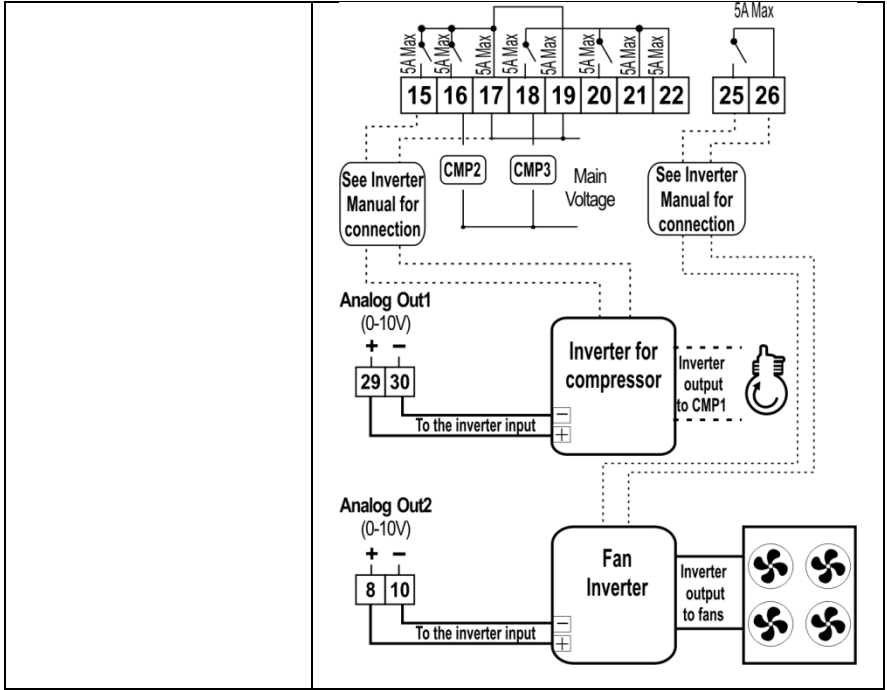 5A Max
5A Max
5A Max
5A Max
5A Max
5A Max
5A Max
5A Max
15 16 17 18 19 20 21 22
25 26
CMP2
CMP3
Main
Voltage
See Inverter
Manual for
connection
See Inverter
Manual for
connection
Analog Out1
(0-10V)
+ −
29 30
To the inverter input
−
+
Inverter for
compressor
Inverter
output
to CMP1
Analog Out2
(0-10V)
+ −
8 10
To the inverter input
−
+
Fan
Inverter
Inverter
output
to fans